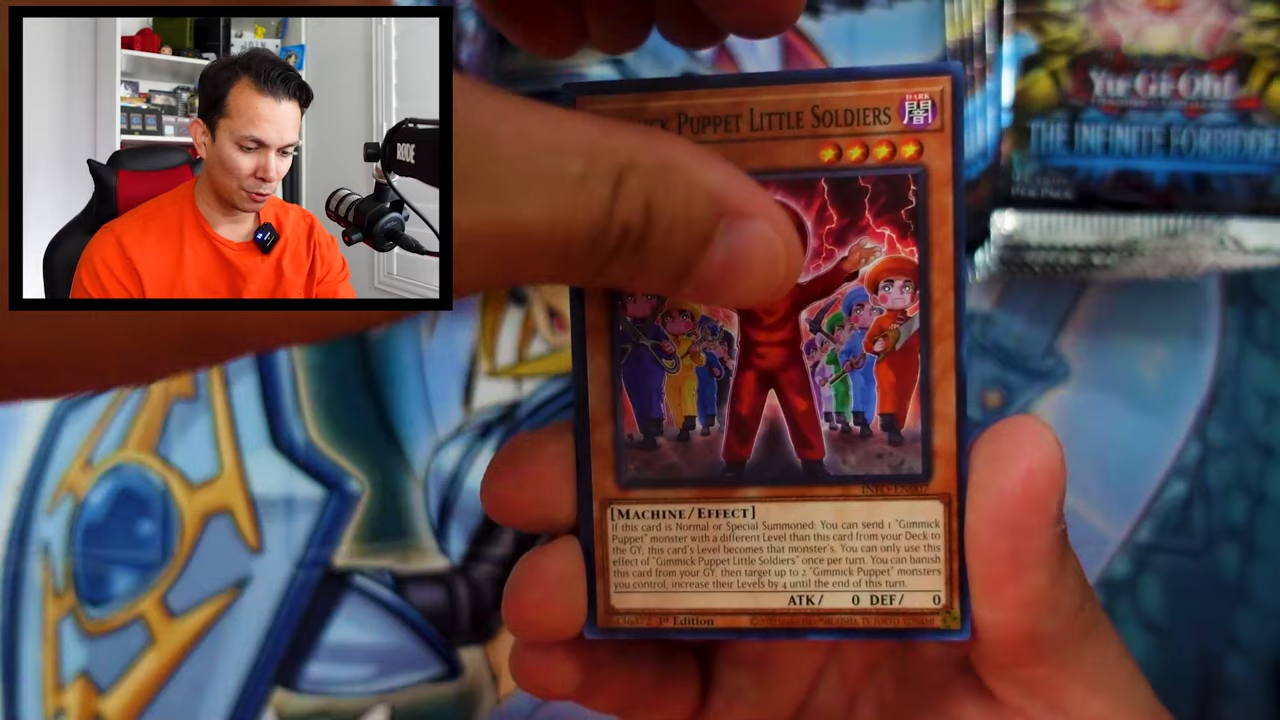 RØDE
PUPPET LITTLE SOLDIERS
DARK
闇
Yu-Gi-Oh!
THE INFINITE FORBIDDE
[MACHINE/EFFECT]
If this card is Normal or Special Summoned: You can send 1 "Gimmick
Puppet" monster with a different Level than this card from your Deck to
the GY; this card's Level becomes that monster's. You can only use this
effect of "Gimmick Puppet Little Soldiers" once per turn. You can banish
this card from your GY, then target up to 2 "Gimmick Puppet" monsters
you control; increase their Levels by 4 until the end of this turn.
ATK/ 0 DEF/ 0
1st Edition